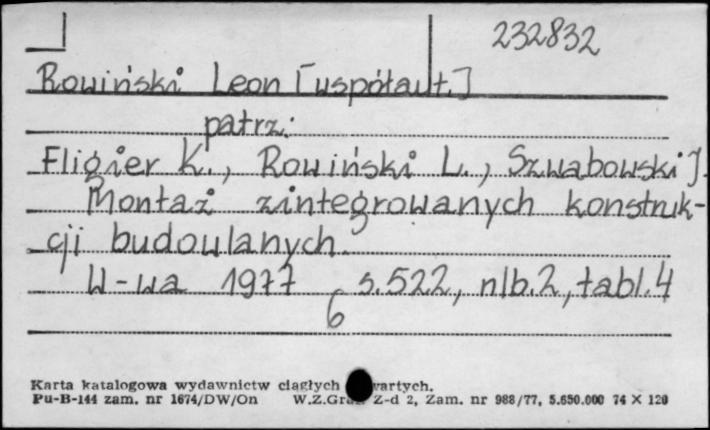 232832
Rowiński Leon [współaut.]
patrz:
Fligier K., Rowiński L., Szwabowski J.
Montaż zintegrowanych konstruk-
cji budowlanych.
W-wa 1977 s.522, nlb.2, tabl.4
6
Karta katalogowa wydawnictw ciągłych
Pu-B-144 zam. nr 1674/DW/On W.Z.Graf. Z-d 2, Zam. nr 988/77, 5.650.000 74 × 120